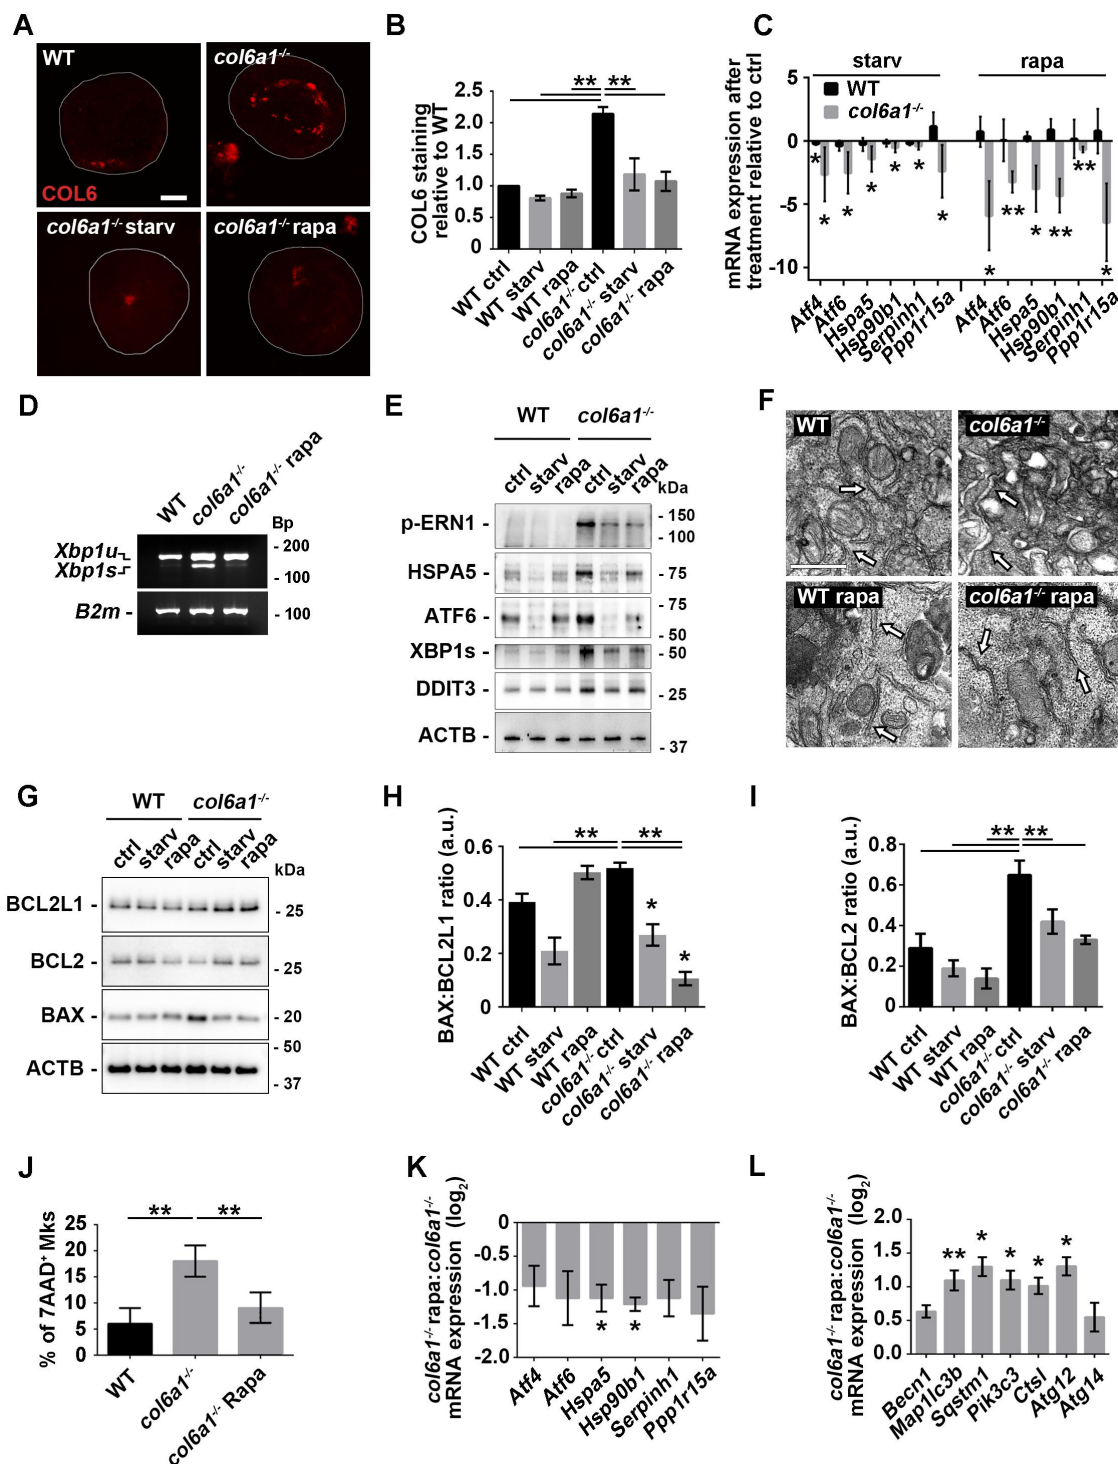 A
WT
col6a1-/-
COL6
col6a1-/- starv
col6a1-/- rapa
B
** **
COL6 staining
relative to WT
2.5
2.0
1.5
1.0
0.5
0
WT ctrl
WT starv
WT rapa
col6a1-/- ctrl
col6a1-/- starv
col6a1-/- rapa
C
starv
rapa
WT
col6a1-/-
mRNA expression after
treatment relative to ctrl
5
0
-5
-10
* * * * * * *
* ** * ** ** *
Atf4
Atf6
Hspa5
Hsp90b1
Serpinh1
Ppp1r15a
Atf4
Atf6
Hspa5
Hsp90b1
Serpinh1
Ppp1r15a
D
WT
col6a1-/-
col6a1-/- rapa
Bp
Xbp1u
Xbp1s
- 200
- 100
B2m -
- 100
E
WT
col6a1-/-
ctrl
starv
rapa
ctrl
starv
rapa
kDa
p-ERN1 -
- 150
- 100
HSPA5 -
- 75
ATF6 -
- 75
- 50
XBP1s -
- 50
DDIT3 -
- 25
ACTB -
- 37
F
WT
col6a1-/-
WT rapa
col6a1-/- rapa
G
WT
col6a1-/-
ctrl
starv
rapa
ctrl
starv
rapa
kDa
BCL2L1 -
- 25
BCL2 -
- 25
BAX -
- 20
ACTB -
- 50
- 37
H
** **
* *
BAX:BCL2L1 ratio (a.u.)
0.6
0.4
0.2
0
WT ctrl
WT starv
WT rapa
col6a1-/- ctrl
col6a1-/- starv
col6a1-/- rapa
I
** **
BAX:BCL2 ratio (a.u.)
0.8
0.6
0.4
0.2
0
WT ctrl
WT starv
WT rapa
col6a1-/- ctrl
col6a1-/- starv
col6a1-/- rapa
J
** **
% of 7AAD+ Mks
25
20
15
10
5
0
WT
col6a1-/-
col6a1-/- Rapa
K
col6a1-/- rapa:col6a1-/-
mRNA expression (log2)
0
-0.5
-1.0
-1.5
-2.0
* *
Atf4
Atf6
Hspa5
Hsp90b1
Serpinh1
Ppp1r15a
L
col6a1-/- rapa:col6a1-/-
mRNA expression (log2)
2.0
1.5
1.0
0.5
0.0
** * * * *
Becn1
Map1lc3b
Sqstm1
Pik3c3
Ctsl
Atg12
Atg14